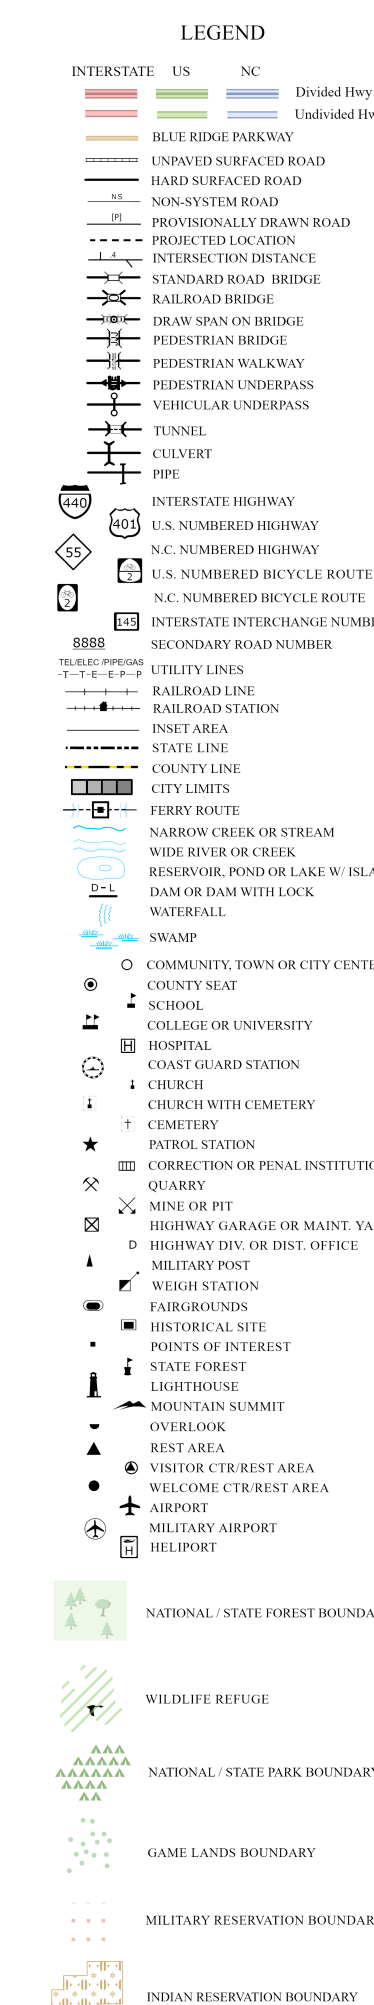 LEGEND
INTERSTATE US NC
Divided Hwy
Undivided Hw
BLUE RIDGE PARKWAY
UNPAVED SURFACED ROAD
HARD SURFACED ROAD
NS NON-SYSTEM ROAD
[P] PROVISIONALLY DRAWN ROAD
PROJECTED LOCATION
.4 INTERSECTION DISTANCE
STANDARD ROAD BRIDGE
RAILROAD BRIDGE
DRAW SPAN ON BRIDGE
PEDESTRIAN BRIDGE
PEDESTRIAN WALKWAY
PEDESTRIAN UNDERPASS
VEHICULAR UNDERPASS
TUNNEL
CULVERT
PIPE
440 INTERSTATE HIGHWAY
401 U.S. NUMBERED HIGHWAY
55 N.C. NUMBERED HIGHWAY
2 U.S. NUMBERED BICYCLE ROUTE
2 N.C. NUMBERED BICYCLE ROUTE
145 INTERSTATE INTERCHANGE NUMBE
8888 SECONDARY ROAD NUMBER
TEL/ELEC /PIPE/GAS
–T––T–E––E–P––P UTILITY LINES
RAILROAD LINE
RAILROAD STATION
INSET AREA
STATE LINE
COUNTY LINE
CITY LIMITS
FERRY ROUTE
NARROW CREEK OR STREAM
WIDE RIVER OR CREEK
RESERVOIR, POND OR LAKE W/ ISLA
D-L DAM OR DAM WITH LOCK
WATERFALL
SWAMP
COMMUNITY, TOWN OR CITY CENTE
COUNTY SEAT
SCHOOL
COLLEGE OR UNIVERSITY
H HOSPITAL
COAST GUARD STATION
CHURCH
CHURCH WITH CEMETERY
CEMETERY
PATROL STATION
CORRECTION OR PENAL INSTITUTIO
QUARRY
MINE OR PIT
HIGHWAY GARAGE OR MAINT. YA
D HIGHWAY DIV. OR DIST. OFFICE
MILITARY POST
WEIGH STATION
FAIRGROUNDS
HISTORICAL SITE
POINTS OF INTEREST
STATE FOREST
LIGHTHOUSE
MOUNTAIN SUMMIT
OVERLOOK
REST AREA
VISITOR CTR/REST AREA
WELCOME CTR/REST AREA
AIRPORT
MILITARY AIRPORT
H HELIPORT
NATIONAL / STATE FOREST BOUNDA
WILDLIFE REFUGE
NATIONAL / STATE PARK BOUNDARY
GAME LANDS BOUNDARY
MILITARY RESERVATION BOUNDAR
INDIAN RESERVATION BOUNDARY